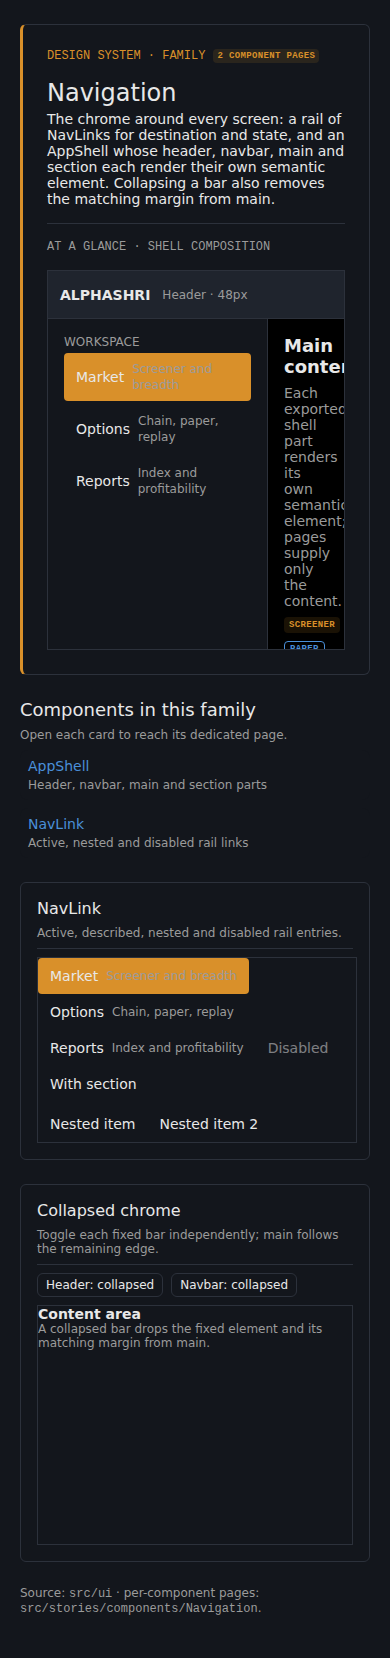 DESIGN SYSTEM · FAMILY 2 COMPONENT PAGES
Navigation
The chrome around every screen: a rail of
NavLinks for destination and state, and an
AppShell whose header, navbar, main and
section each render their own semantic
element. Collapsing a bar also removes
the matching margin from main.
AT A GLANCE · SHELL COMPOSITION
ALPHASHRI Header · 48px
WORKSPACE
Market Screener and
breadth
Options Chain, paper,
replay
Reports Index and
profitability
Main
Each
exported
shell
part
renders
its
own
semantic
element;
pages
supply
only
the
content.
SCREENER
PAPER
Components in this family
Open each card to reach its dedicated page.
AppShell
Header, navbar, main and section parts
NavLink
Active, nested and disabled rail links
NavLink
Active, described, nested and disabled rail entries.
Market Screener and breadth
Options Chain, paper, replay
Reports Index and profitability Disabled
With section
Nested item Nested item 2
Collapsed chrome
Toggle each fixed bar independently; main follows
the remaining edge.
Header: collapsed Navbar: collapsed
Content area
A collapsed bar drops the fixed element and its
matching margin from main.
Source: src/ui · per-component pages:
src/stories/components/Navigation.